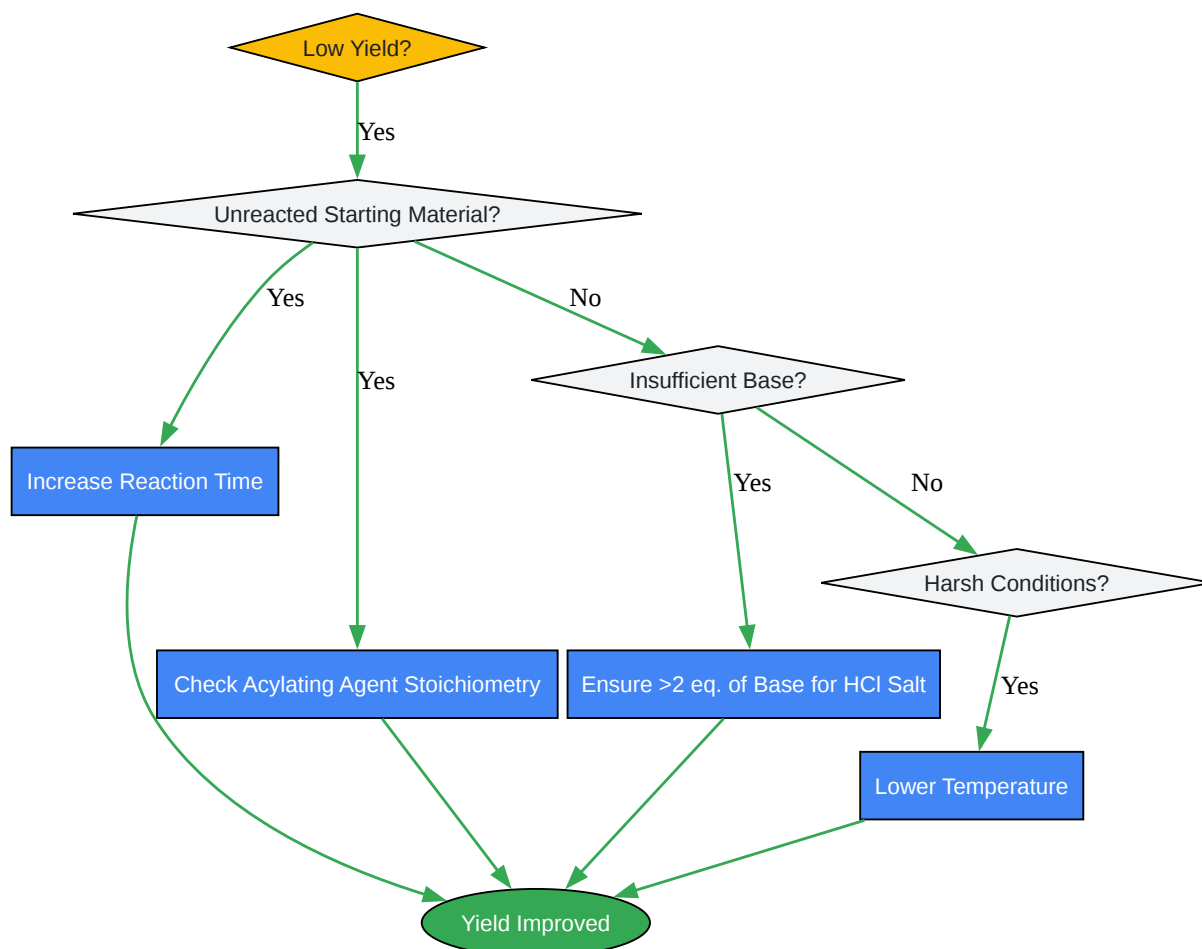 Low Yield?
Yes
Unreacted Starting Material?
Yes
No
Yes
Insufficient Base?
Increase Reaction Time
Yes
No
Harsh Conditions?
Check Acylating Agent Stoichiometry
Ensure >2 eq. of Base for HCl Salt
Yes
Lower Temperature
Yield Improved